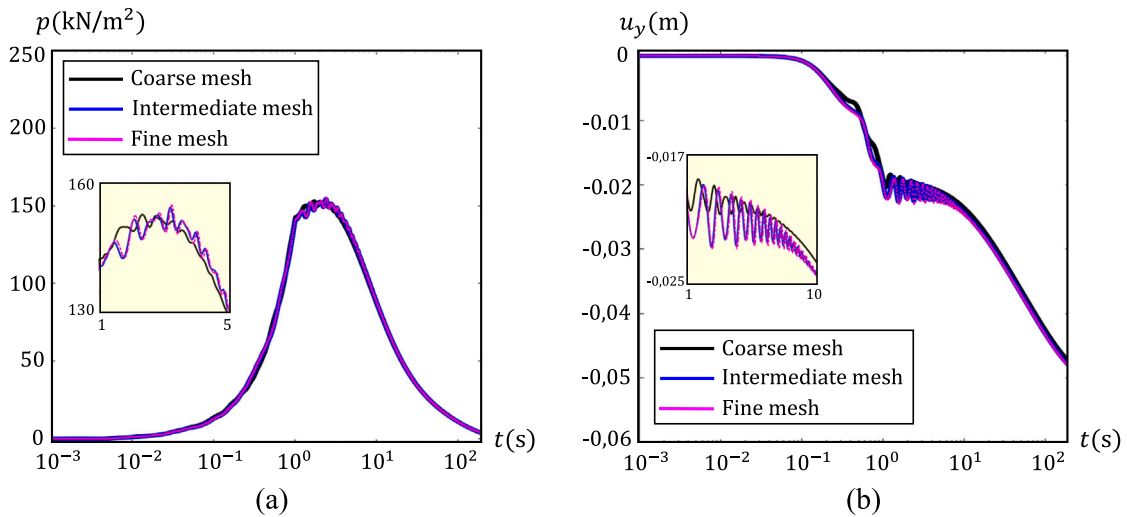 p(kN/m²)
250
200
150
100
50
0
Coarse mesh
Intermediate mesh
Fine mesh
160
130
1
5
t(s)
10⁻³
10⁻²
10⁻¹
10⁰
10¹
10²
(a)
u_y(m)
0
-0.01
-0.02
-0,03
-0,04
-0,05
-0,06
-0,017
-0,025
1
10
Coarse mesh
Intermediate mesh
Fine mesh
t(s)
10⁻³
10⁻²
10⁻¹
10⁰
10¹
10²
(b)